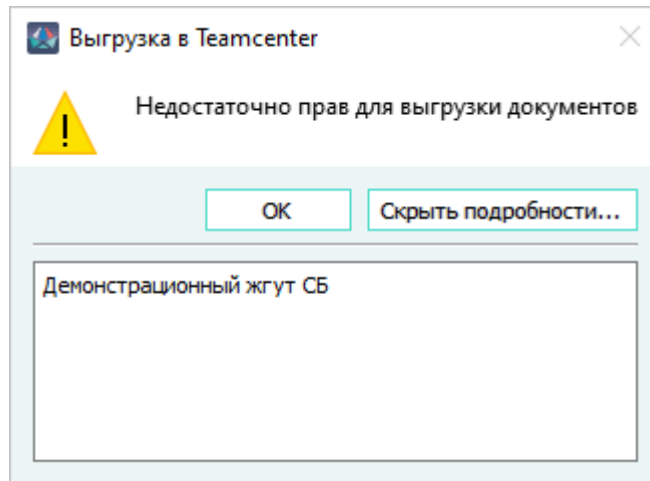 Выгрузка в Teamcenter
Недостаточно прав для выгрузки документов
OK
Скрыть подробности...
Демонстрационный жгут СБ